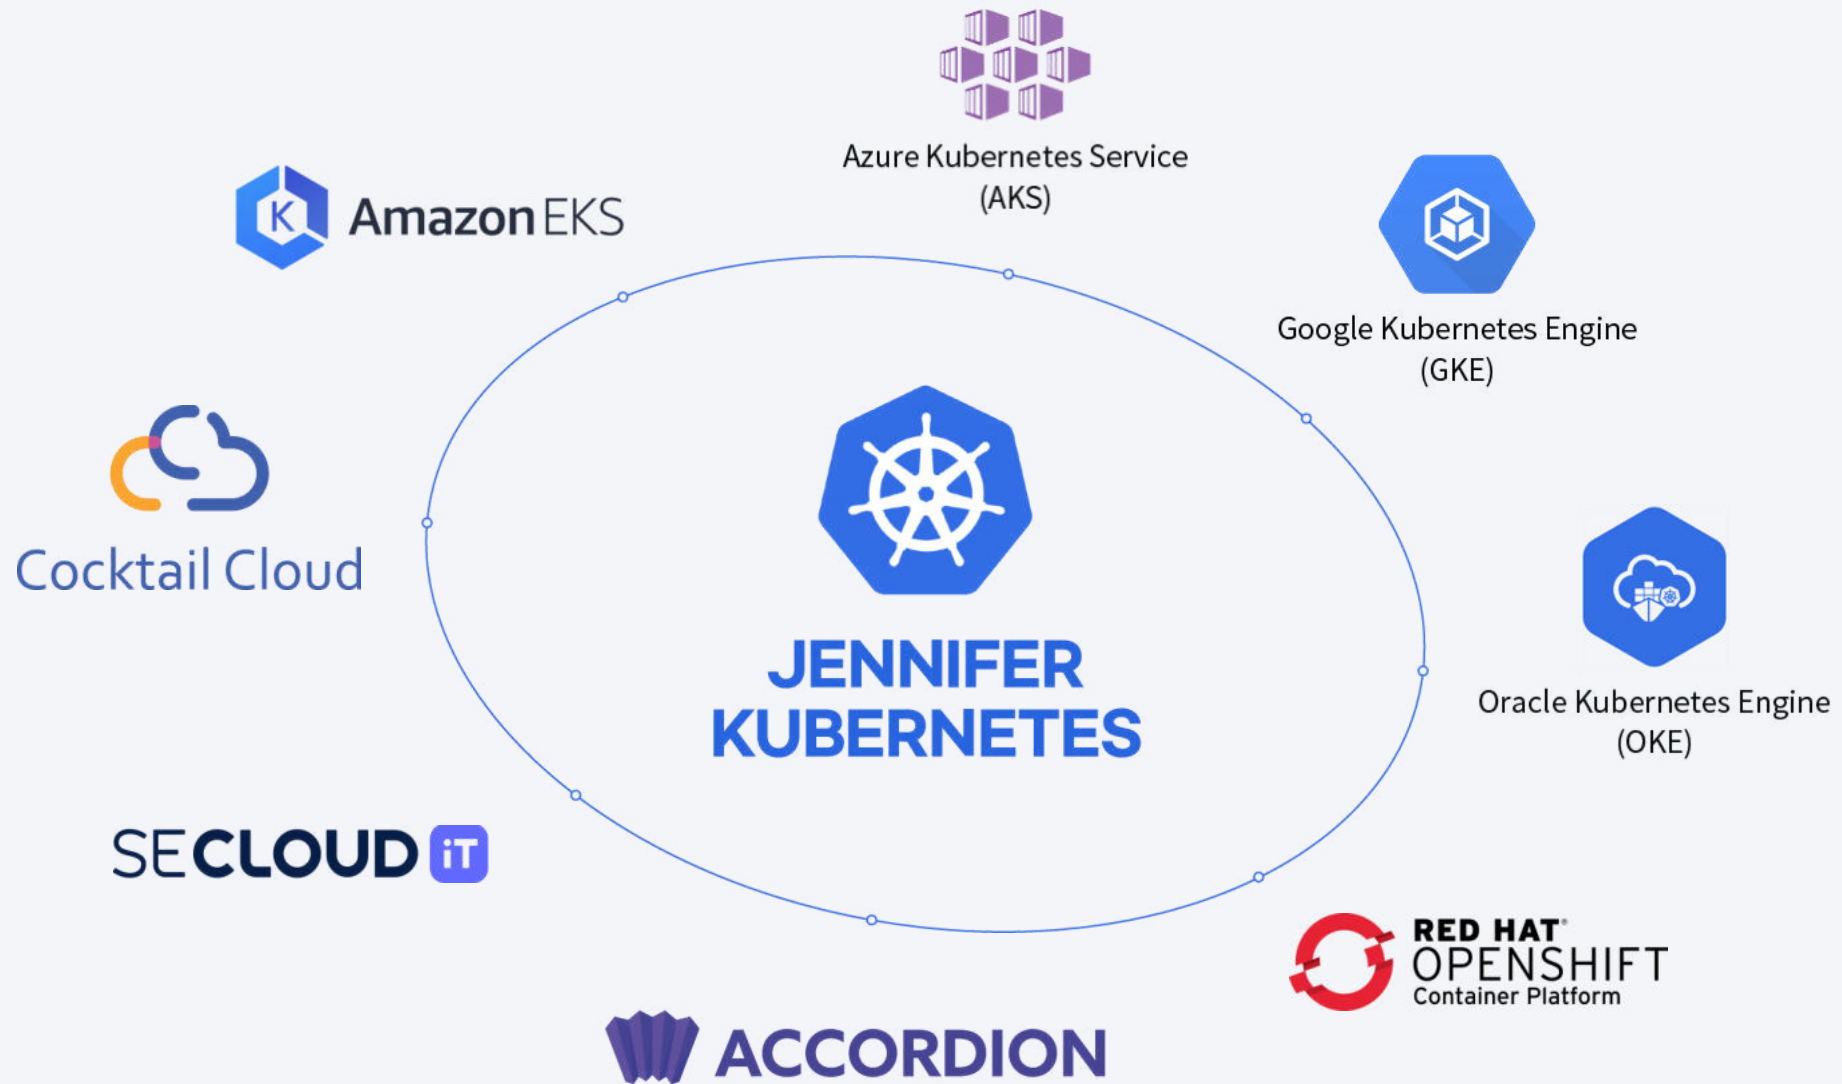 Azure Kubernetes Service
(AKS)
K
Amazon EKS
Google Kubernetes Engine
(GKE)
Cocktail Cloud
JENNIFER
KUBERNETES
Oracle Kubernetes Engine
(OKE)
SECLOUD iT
RED HAT®
OPENSHIFT
Container Platform
ACCORDION